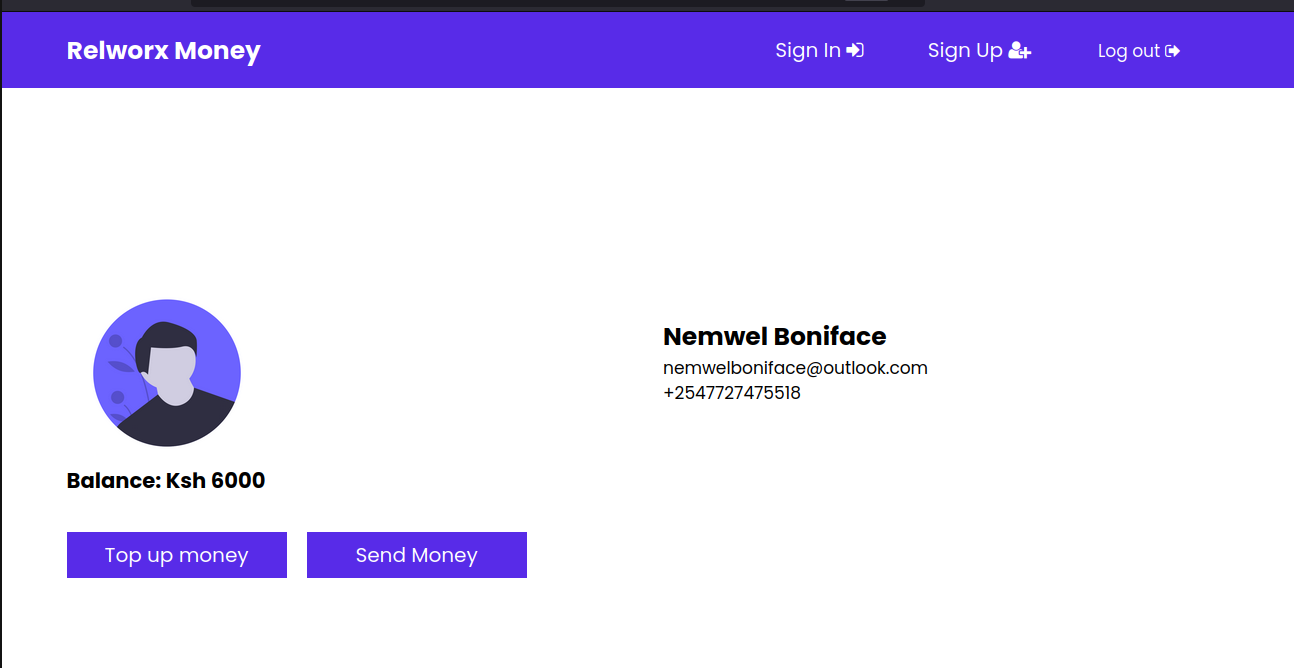 Relworx Money
Sign In
Sign Up
Log out
Nemwel Boniface
nemwelboniface@outlook.com
+2547727475518
Balance: Ksh 6000
Top up money
Send Money